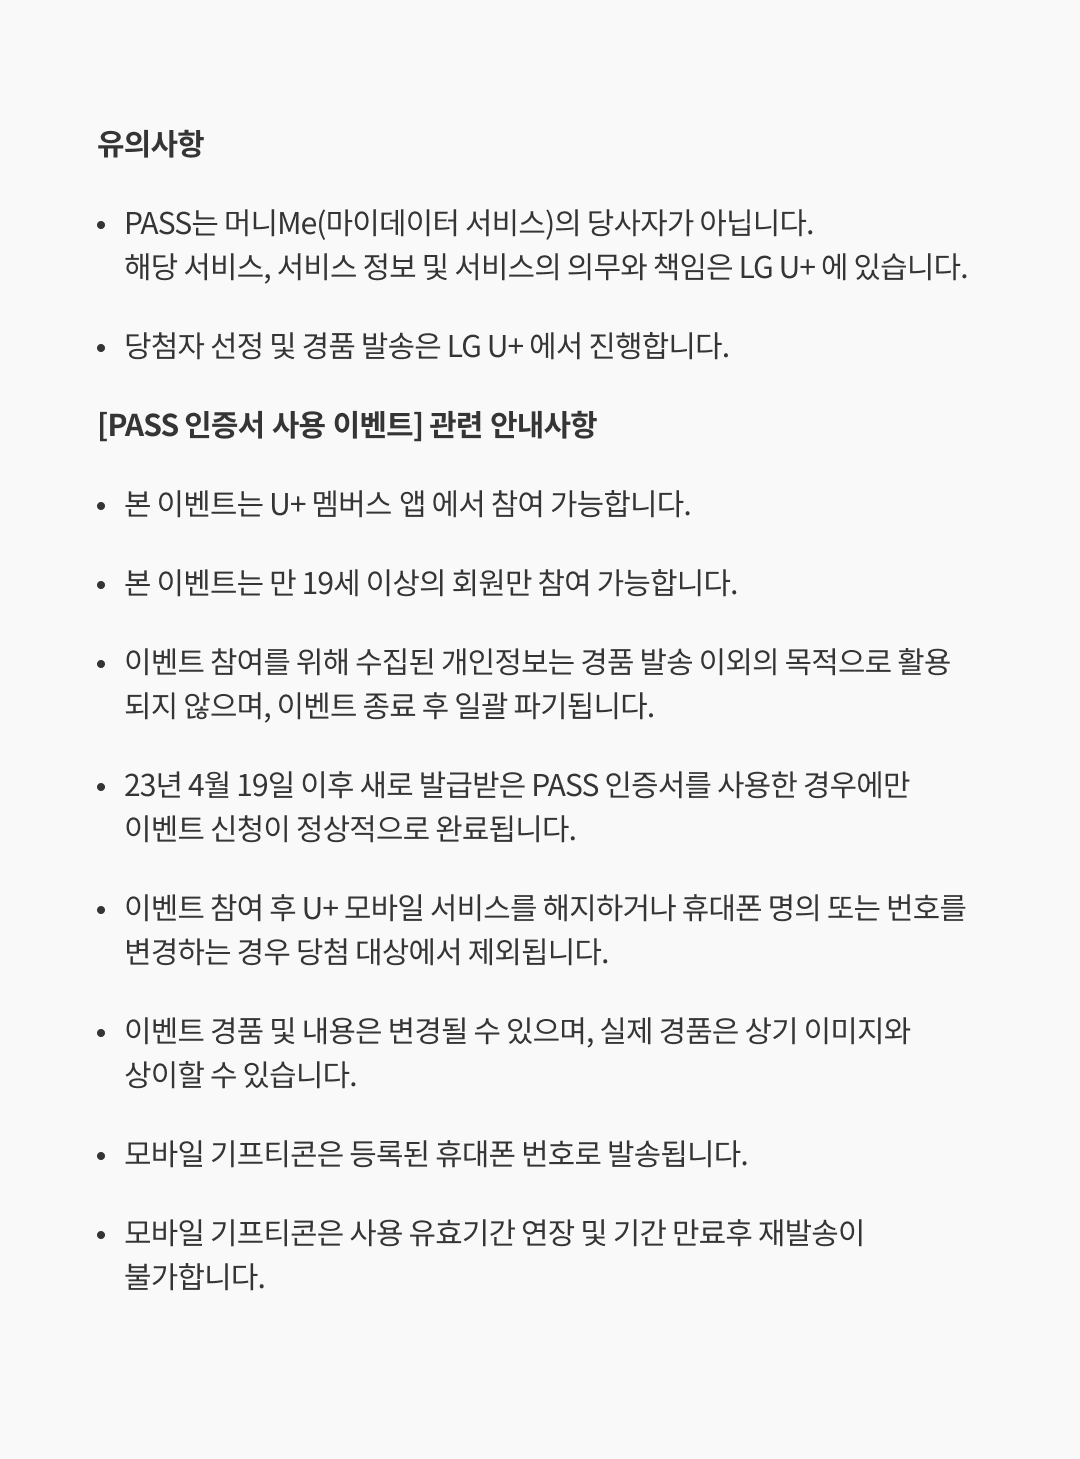 유의사항
• PASS는 머니Me(마이데이터 서비스)의 당사자가 아닙니다.
해당 서비스, 서비스 정보 및 서비스의 의무와 책임은 LG U+ 에 있습니다.
• 당첨자 선정 및 경품 발송은 LG U+ 에서 진행합니다.
[PASS 인증서 사용 이벤트] 관련 안내사항
• 본 이벤트는 U+ 멤버스 앱 에서 참여 가능합니다.
• 본 이벤트는 만 19세 이상의 회원만 참여 가능합니다.
• 이벤트 참여를 위해 수집된 개인정보는 경품 발송 이외의 목적으로 활용
되지 않으며, 이벤트 종료 후 일괄 파기됩니다.
• 23년 4월 19일 이후 새로 발급받은 PASS 인증서를 사용한 경우에만
이벤트 신청이 정상적으로 완료됩니다.
• 이벤트 참여 후 U+ 모바일 서비스를 해지하거나 휴대폰 명의 또는 번호를
변경하는 경우 당첨 대상에서 제외됩니다.
• 이벤트 경품 및 내용은 변경될 수 있으며, 실제 경품은 상기 이미지와
상이할 수 있습니다.
• 모바일 기프티콘은 등록된 휴대폰 번호로 발송됩니다.
• 모바일 기프티콘은 사용 유효기간 연장 및 기간 만료후 재발송이
불가합니다.